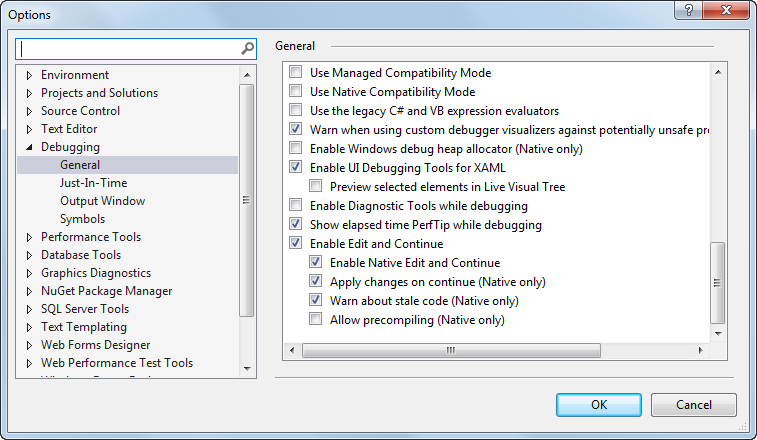 Options
General
Environment
Projects and Solutions
Source Control
Text Editor
Debugging
General
Just-In-Time
Output Window
Symbols
Performance Tools
Database Tools
Graphics Diagnostics
NuGet Package Manager
SQL Server Tools
Text Templating
Web Forms Designer
Web Performance Test Tools
Use Managed Compatibility Mode
Use Native Compatibility Mode
Use the legacy C# and VB expression evaluators
Warn when using custom debugger visualizers against potentially unsafe pro
Enable Windows debug heap allocator (Native only)
Enable UI Debugging Tools for XAML
Preview selected elements in Live Visual Tree
Enable Diagnostic Tools while debugging
Show elapsed time PerfTip while debugging
Enable Edit and Continue
Enable Native Edit and Continue
Apply changes on continue (Native only)
Warn about stale code (Native only)
Allow precompiling (Native only)
OK
Cancel